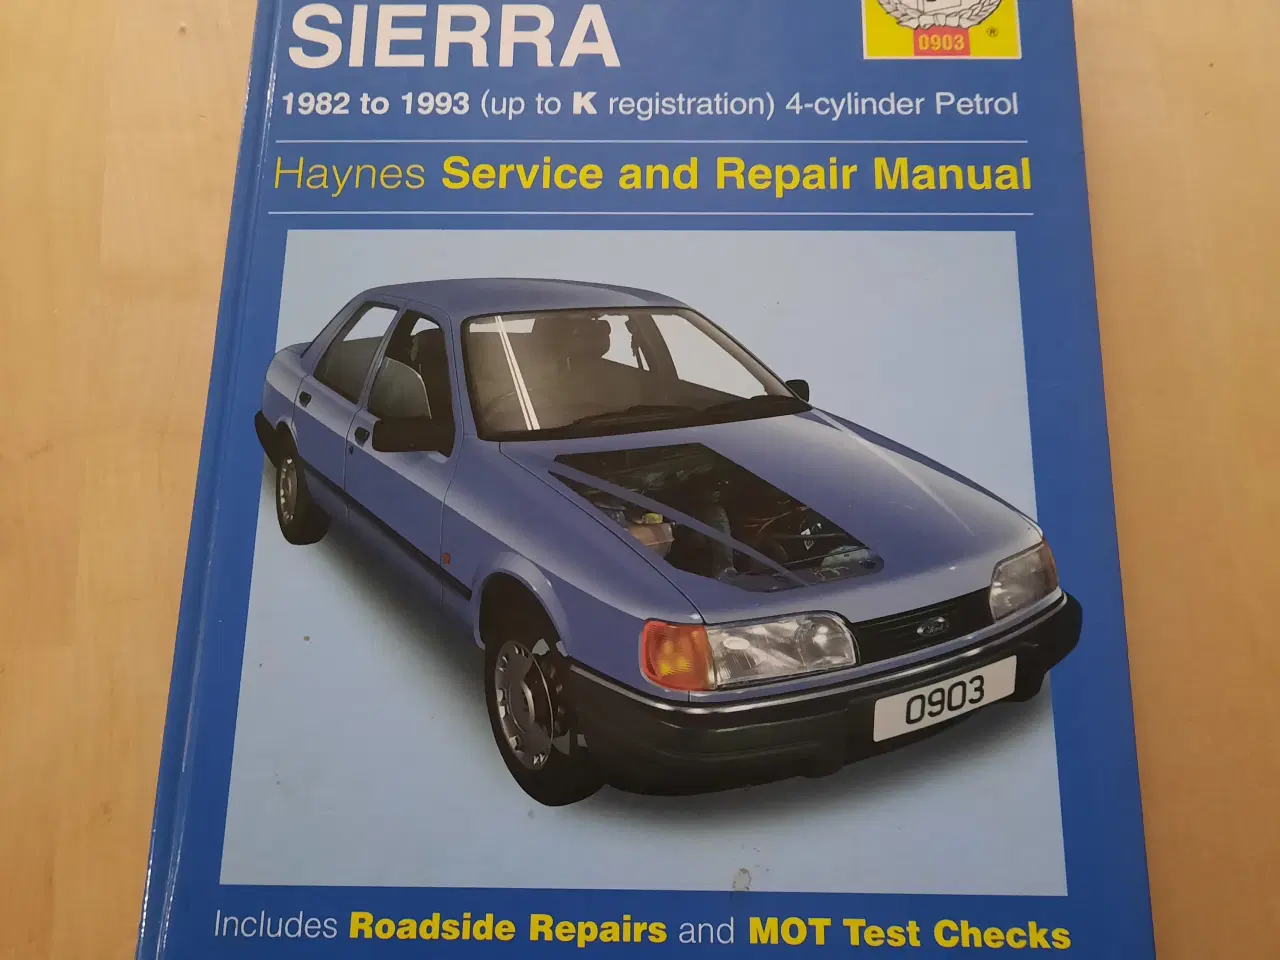 SIERRA
0903
®
1982 to 1993 (up to K registration) 4-cylinder Petrol
Haynes Service and Repair Manual
Ford
0903
Includes Roadside Repairs and MOT Test Checks